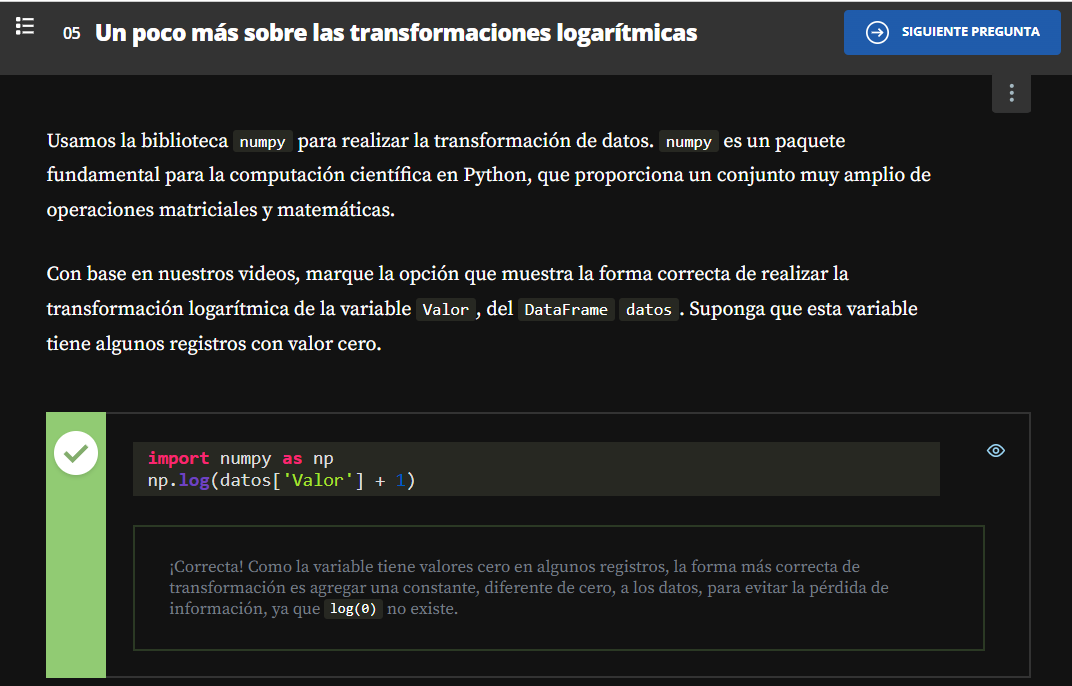 05 Un poco más sobre las transformaciones logarítmicas
SIGUIENTE PREGUNTA
Usamos la biblioteca numpy para realizar la transformación de datos. numpy es un paquete
fundamental para la computación científica en Python, que proporciona un conjunto muy amplio de
operaciones matriciales y matemáticas.
Con base en nuestros videos, marque la opción que muestra la forma correcta de realizar la
transformación logarítmica de la variable Valor, del DataFrame datos. Suponga que esta variable
tiene algunos registros con valor cero.
import numpy as np
np.log(datos['Valor'] + 1)
¡Correcta! Como la variable tiene valores cero en algunos registros, la forma más correcta de
transformación es agregar una constante, diferente de cero, a los datos, para evitar la pérdida de
información, ya que log(0) no existe.